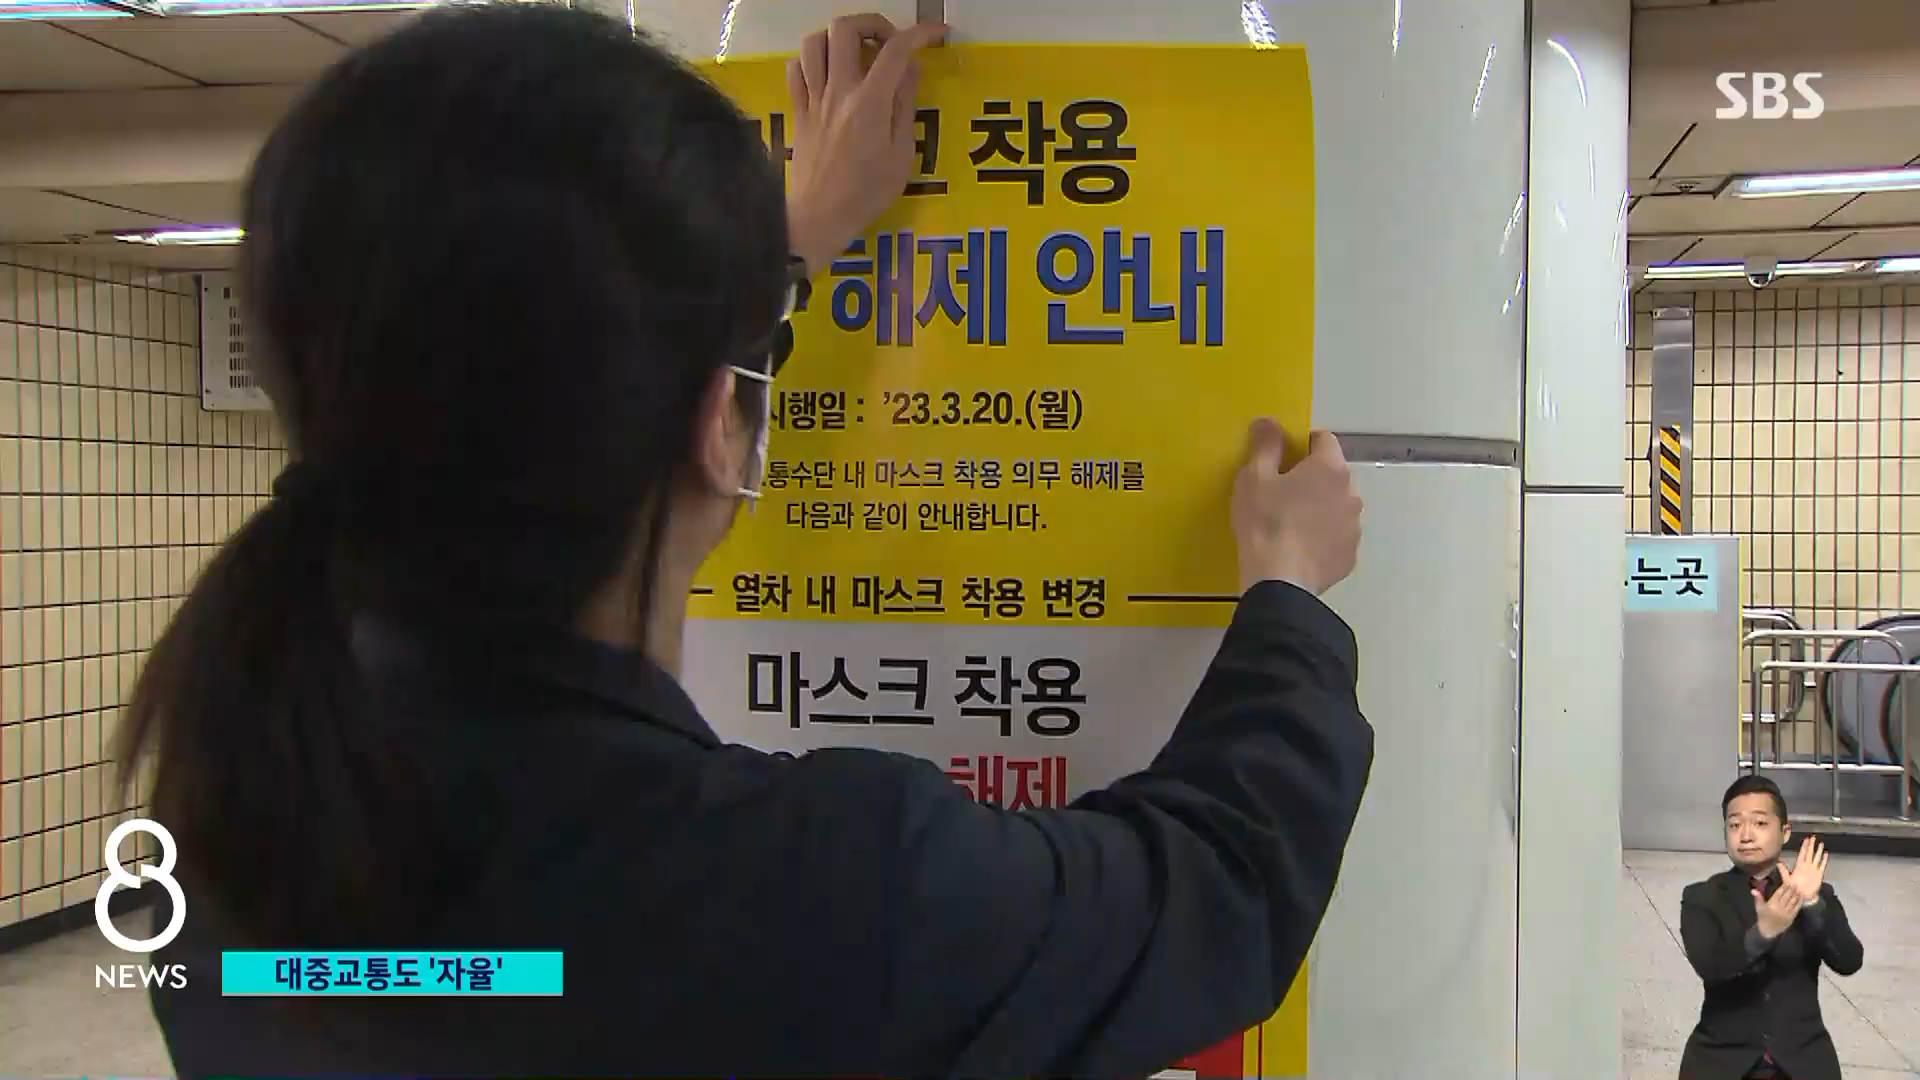 SBS
착용
해제 안내
시행일 : '23.3.20.(월)
통수단 내 마스크 착용 의무 해제를
다음과 같이 안내합니다.
열차 내 마스크 착용 변경
는곳
마스크 착용
해제
8
NEWS
대중교통도 '자율'